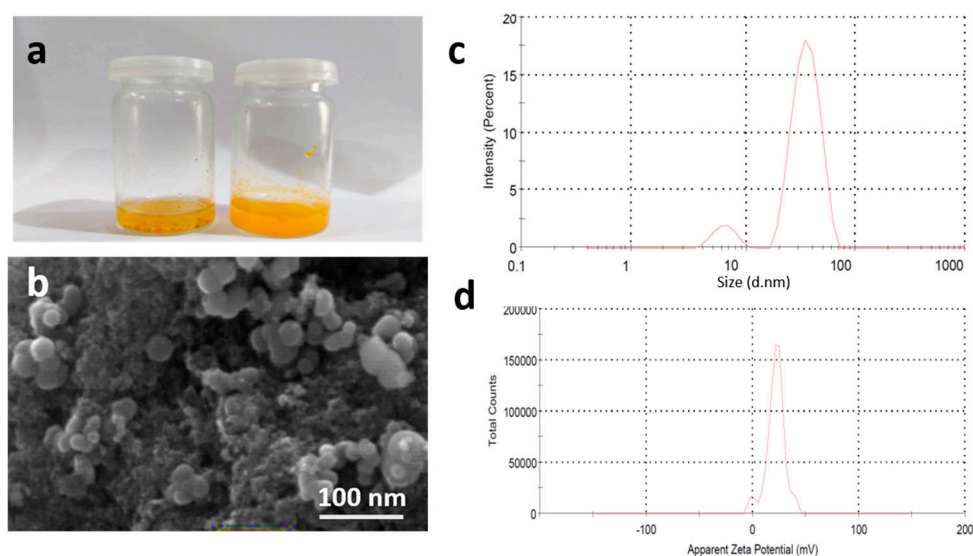 a
b
100 nm
c
Intensity (Percent)
20
15
10
5
0
0.1 1 10 100 1000
Size (d.nm)
d
Total Counts
200000
150000
100000
50000
0
-100 0 100 200
Apparent Zeta Potential (mV)